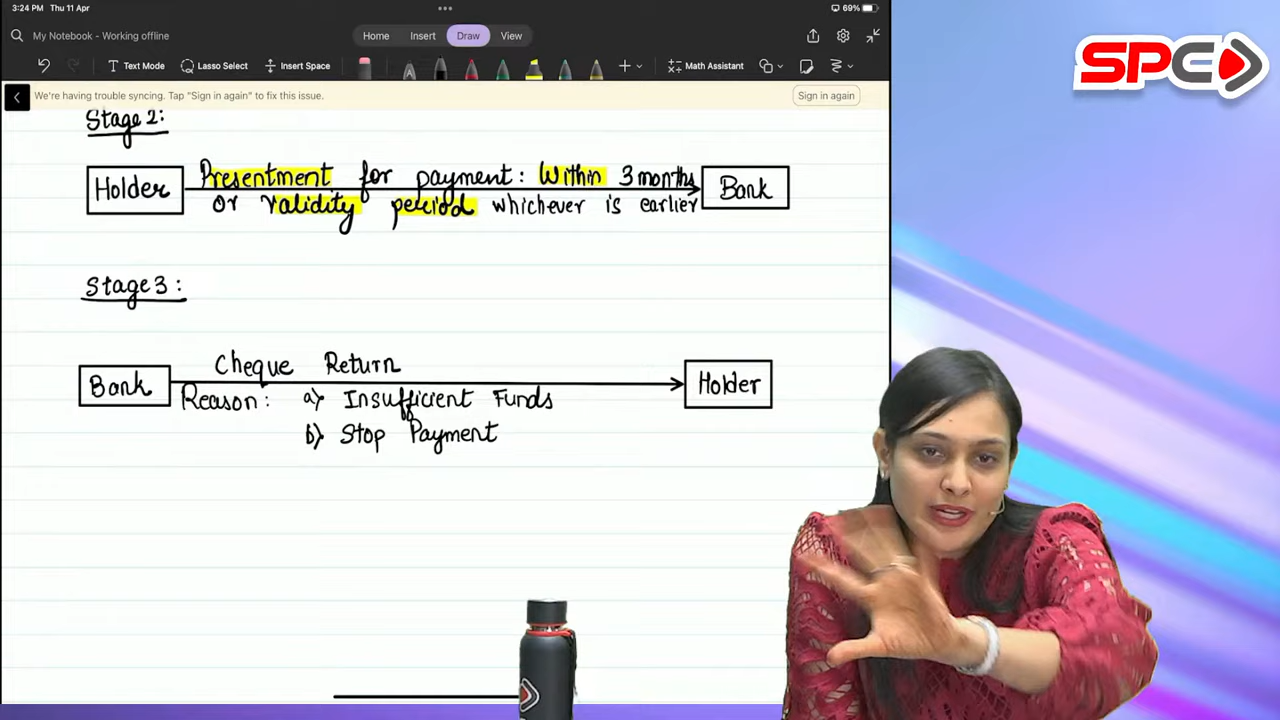 3:24 PM Thu 11 Apr
69%
My Notebook - Working offline
Home Insert Draw View
Text Mode Lasso Select Insert Space Math Assistant
We're having trouble syncing. Tap "Sign in again" to fix this issue.
Sign in again
SPC
Stage 2:
Holder
Presentment for payment: Within 3 months
or validity period whichever is earlier
Bank
Stage 3:
Bank
Cheque Return
Reason: a) Insufficient Funds
b) Stop Payment
Holder